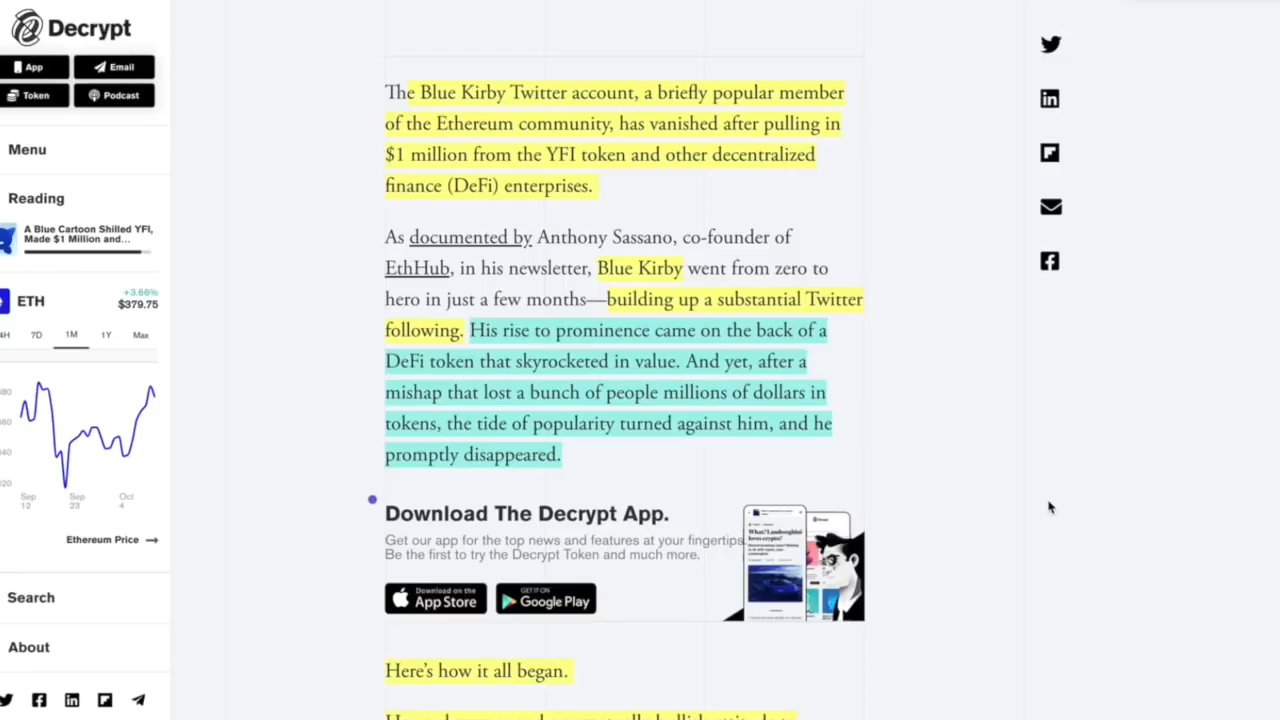 Decrypt
App
Email
Token
Podcast
Menu
Reading
A Blue Cartoon Shilled YFI,
Made $1 Million and...
ETH
+3.66%
$379.75
7D
1M
1Y
Max
Sep
12
Sep
23
Oct
4
Ethereum Price
Search
About
The Blue Kirby Twitter account, a briefly popular member
of the Ethereum community, has vanished after pulling in
$1 million from the YFI token and other decentralized
finance (DeFi) enterprises.
As documented by Anthony Sassano, co-founder of
EthHub, in his newsletter, Blue Kirby went from zero to
hero in just a few months—building up a substantial Twitter
following. His rise to prominence came on the back of a
DeFi token that skyrocketed in value. And yet, after a
mishap that lost a bunch of people millions of dollars in
tokens, the tide of popularity turned against him, and he
promptly disappeared.
Download The Decrypt App.
Get our app for the top news and features at your fingertips
Be the first to try the Decrypt Token and much more.
Download on the
App Store
GET IT ON
Google Play
Here's how it all began.